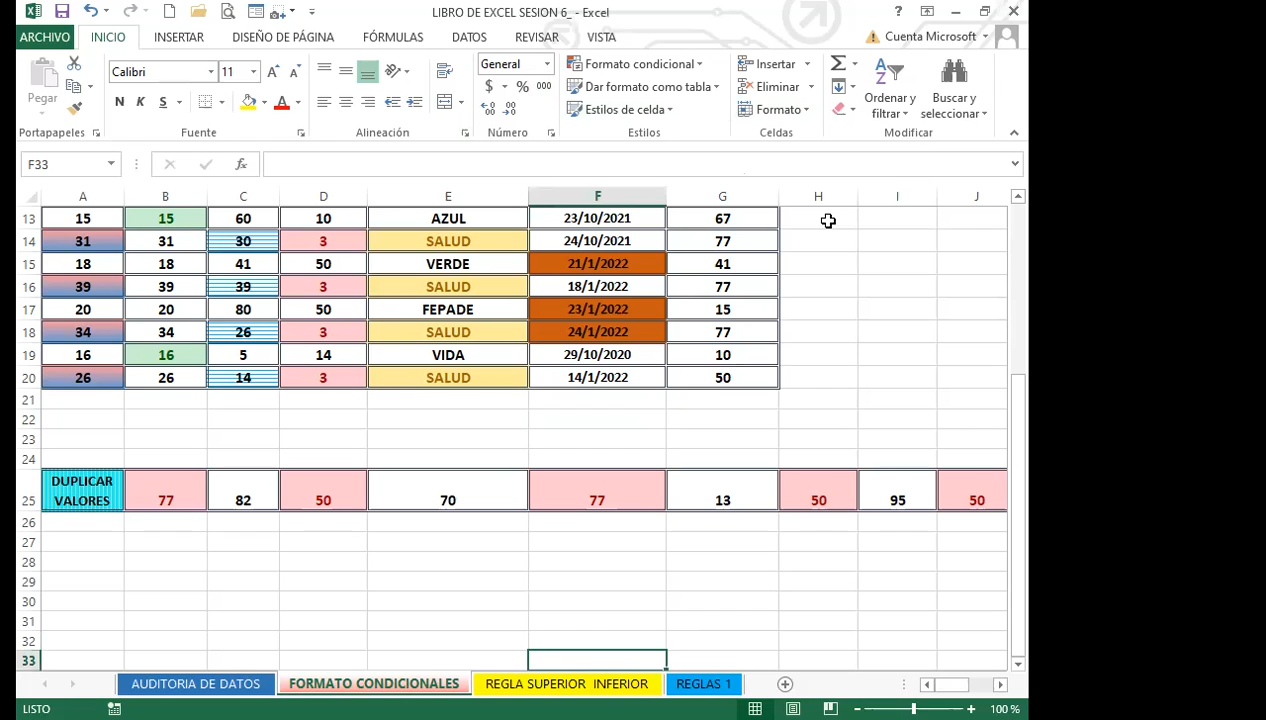 LIBRO DE EXCEL SESION 6_ - Excel
ARCHIVO INICIO INSERTAR DISEÑO DE PÁGINA FÓRMULAS DATOS REVISAR VISTA Cuenta Microsoft
Calibri 11 General Formato condicional Insertar
Pegar Dar formato como tabla Eliminar Ordenar y filtrar Buscar y seleccionar
N K S $ % 000 Estilos de celda Formato
Portapapeles Fuente Alineación Número Estilos Celdas Modificar
F33 fx
A B C D E F G H I J
13 15 15 60 10 AZUL 23/10/2021 67
14 31 31 30 3 SALUD 24/10/2021 77
15 18 18 41 50 VERDE 21/1/2022 41
16 39 39 39 3 SALUD 18/1/2022 77
17 20 20 80 50 FEPADE 23/1/2022 15
18 34 34 26 3 SALUD 24/1/2022 77
19 16 16 5 14 VIDA 29/10/2020 10
20 26 26 14 3 SALUD 14/1/2022 50
21
22
23
24
DUPLICAR
25 VALORES 77 82 50 70 77 13 50 95 50
26
27
28
29
30
31
32
33
AUDITORIA DE DATOS FORMATO CONDICIONALES REGLA SUPERIOR INFERIOR REGLAS 1
LISTO 100 %